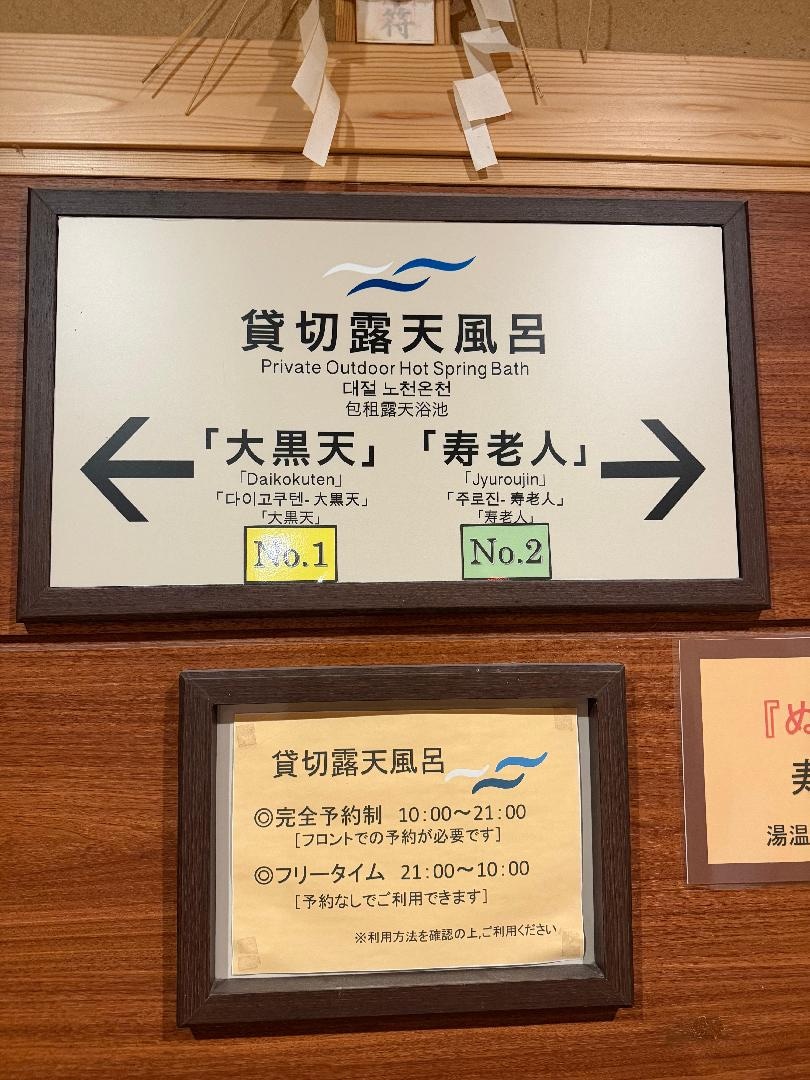 符
貸切露天風呂
Private Outdoor Hot Spring Bath
대절 노천온천
包租露天浴池
「大黒天」 「寿老人」
「Daikokuten」 「Jyuroujin」
「다이고쿠텐- 大黒天」 「주로진- 寿老人」
「大黒天」 「寿老人」
No.1 No.2
貸切露天風呂
◎完全予約制 10:00～21:00
[フロントでの予約が必要です]
◎フリータイム 21:00～10:00
[予約なしでご利用できます]
※利用方法を確認の上,ご利用ください
『ぬ
寿
湯温